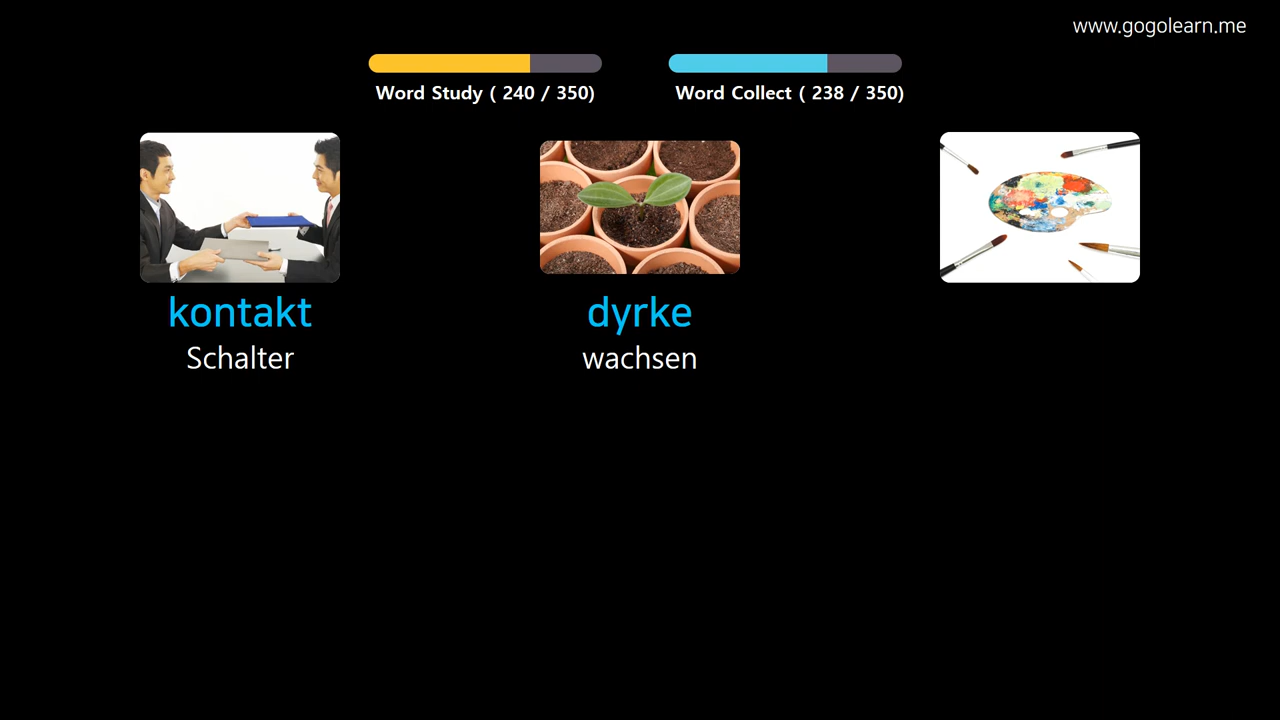 www.gogolearn.me
Word Study ( 240 / 350)
Word Collect ( 238 / 350)
kontakt
Schalter
dyrke
wachsen